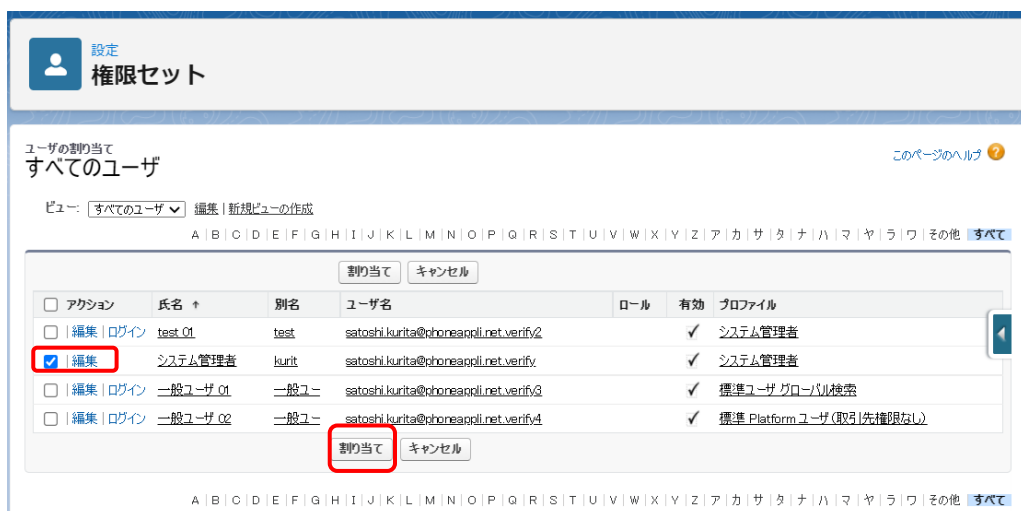 設定
権限セット
ユーザの割り当て
すべてのユーザ
このページのヘルプ ?
ビュー: すべてのユーザ 編集 | 新規ビューの作成
A | B | C | D | E | F | G | H | I | J | K | L | M | N | O | P | Q | R | S | T | U | V | W | X | Y | Z | ア | カ | サ | タ | ナ | ハ | マ | ヤ | ラ | ワ | その他 すべて
割り当て キャンセル
アクション 氏名 ↑ 別名 ユーザ名 ロール 有効 プロファイル
| 編集 | ログイン test 01 test satoshi.kurita@phoneappli.net.verify2 ✓ システム管理者
| 編集 システム管理者 kurit satoshi.kurita@phoneappli.net.verify ✓ システム管理者
| 編集 | ログイン 一般ユーザ 01 一般ユー satoshi.kurita@phoneappli.net.verify3 ✓ 標準ユーザ グローバル検索
| 編集 | ログイン 一般ユーザ 02 一般ユー satoshi.kurita@phoneappli.net.verify4 ✓ 標準 Platform ユーザ(取引先権限なし)
割り当て キャンセル
A | B | C | D | E | F | G | H | I | J | K | L | M | N | O | P | Q | R | S | T | U | V | W | X | Y | Z | ア | カ | サ | タ | ナ | ハ | マ | ヤ | ラ | ワ | その他 すべて